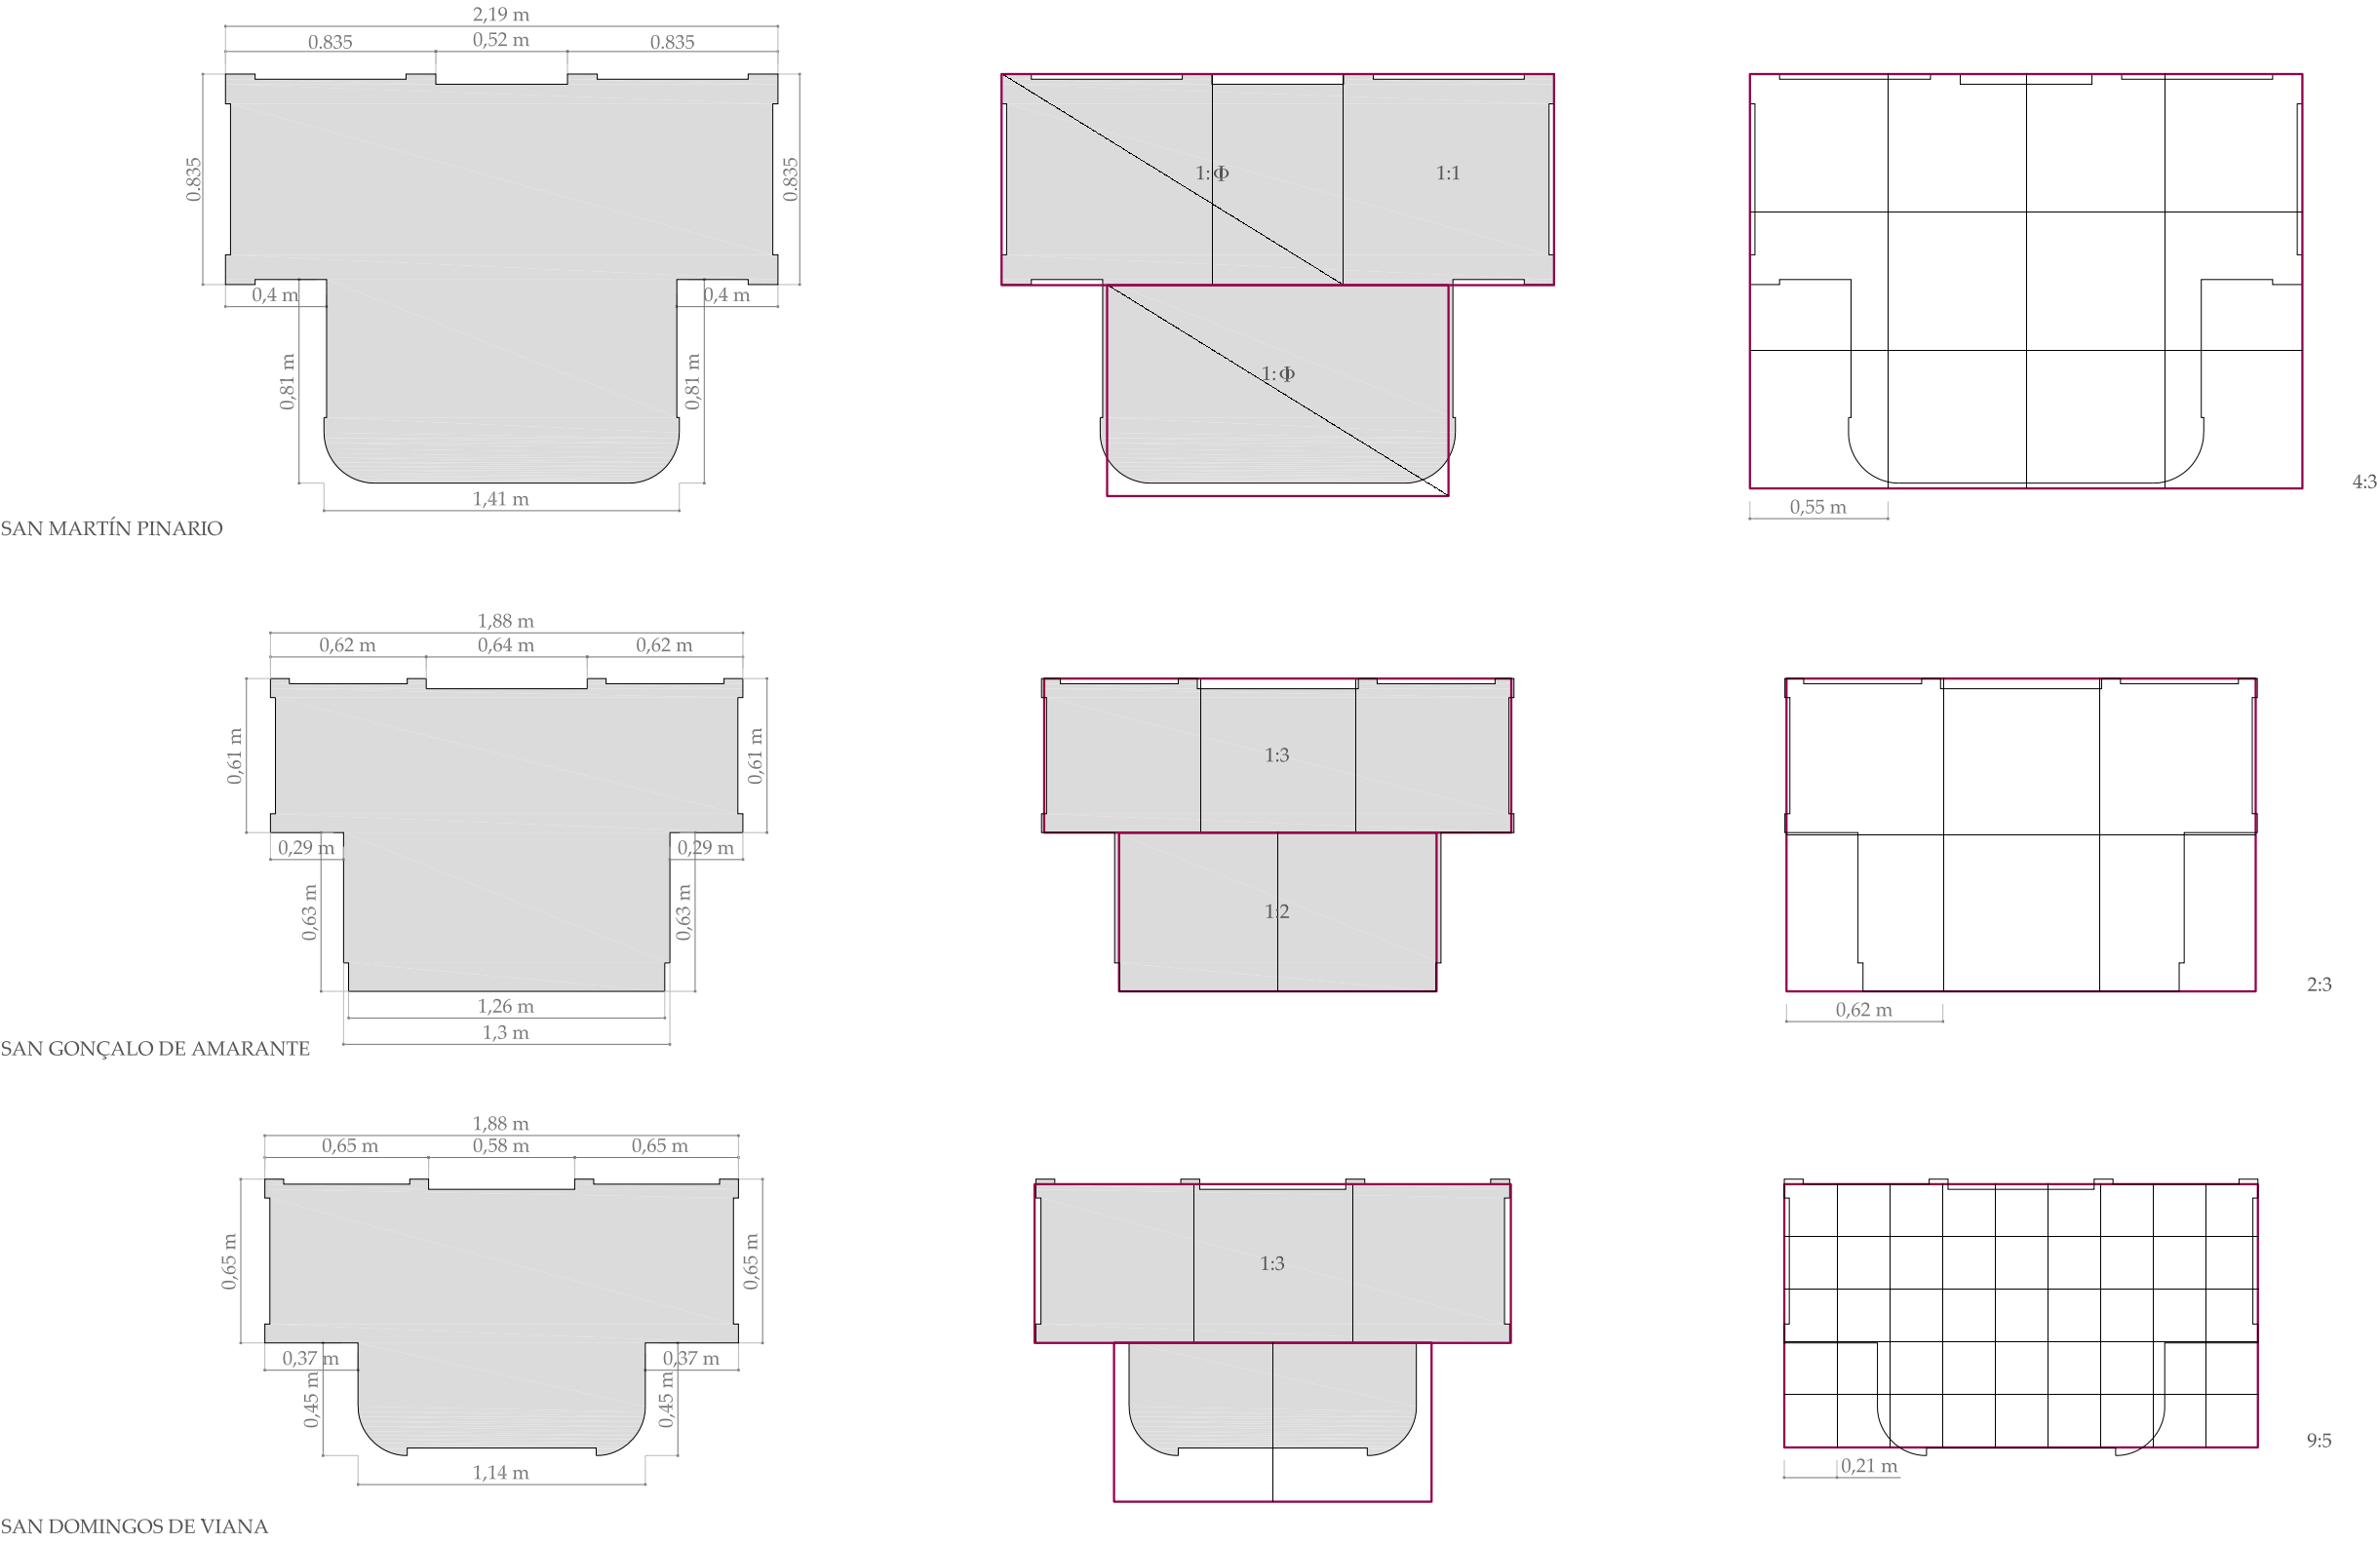 2,19 m
0.835 0,52 m 0.835
0.835 0.835
1:Φ 1:1
0,4 m 0,4 m
0,81 m 0,81 m
1:Φ
4:3
1,41 m
0,55 m
SAN MARTÍN PINARIO
1,88 m
0,62 m 0,64 m 0,62 m
0,61 m 0,61 m
1:3
0,29 m 0,29 m
0,63 m 0,63 m
1:2
2:3
1,26 m
0,62 m
1,3 m
SAN GONÇALO DE AMARANTE
1,88 m
0,65 m 0,58 m 0,65 m
0,65 m 0,65 m
1:3
0,37 m 0,37 m
0,45 m 0,45 m
9:5
1,14 m
0,21 m
SAN DOMINGOS DE VIANA